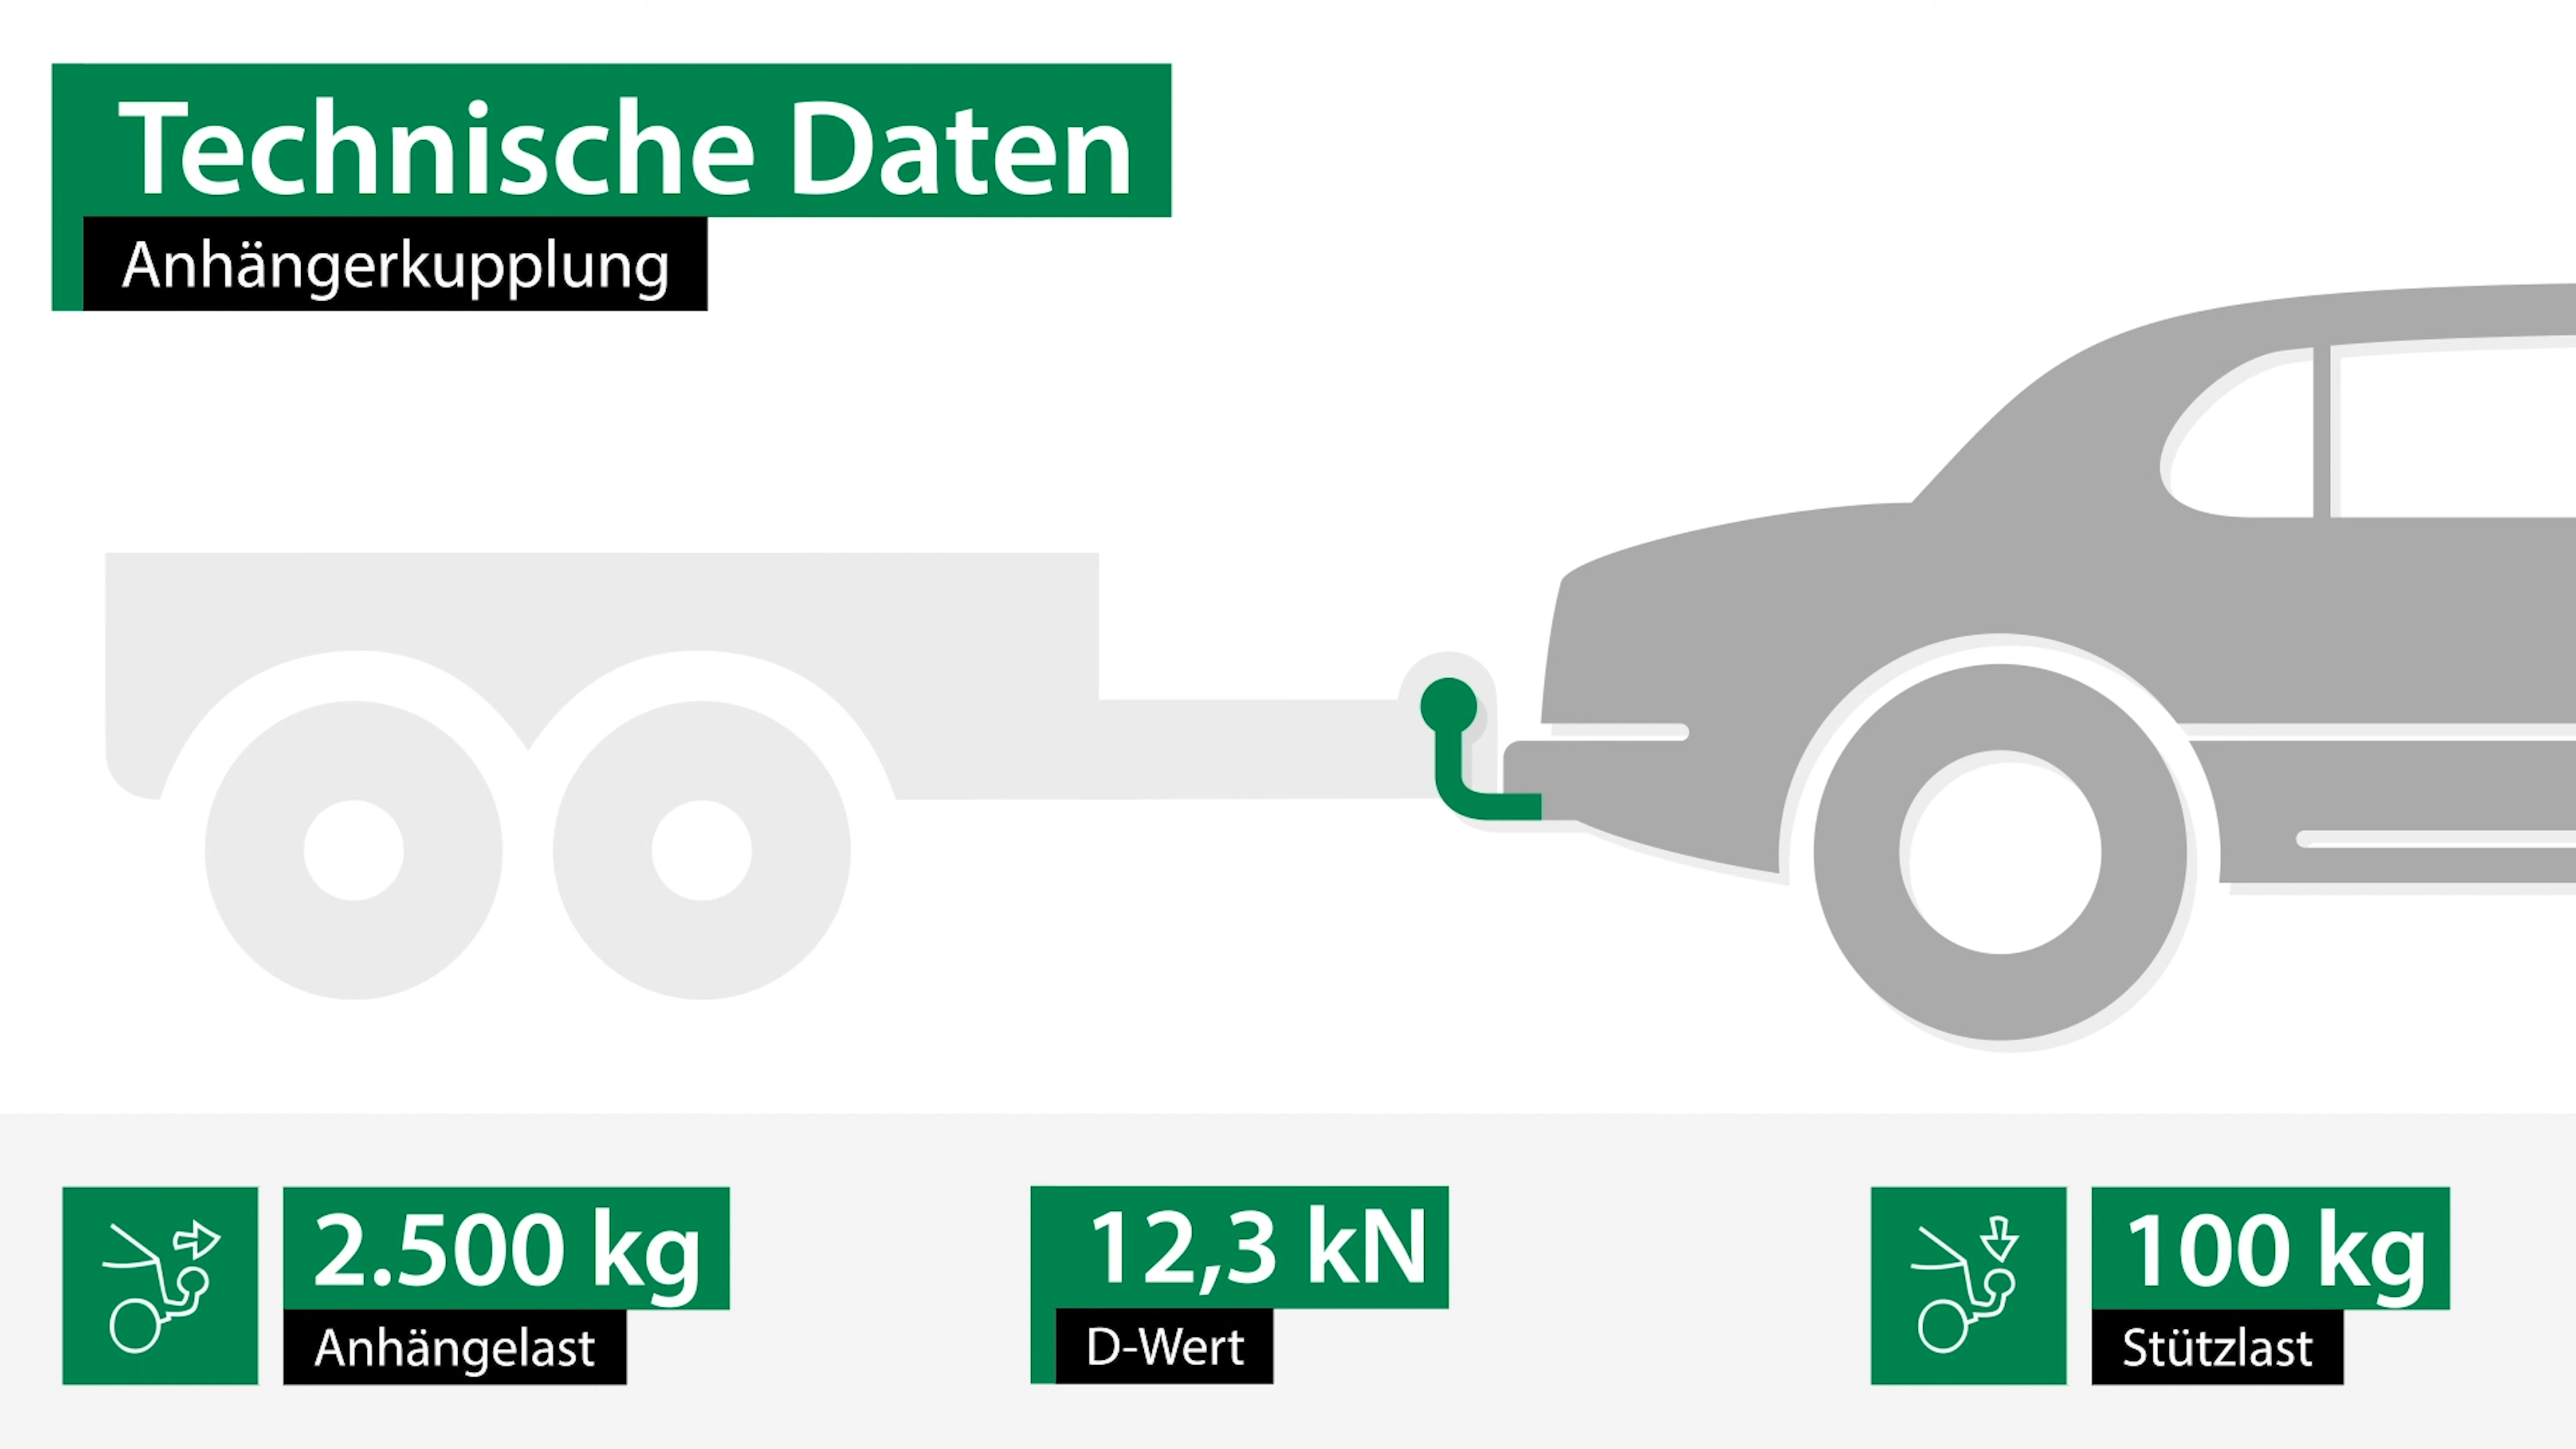 Technische Daten
Anhängerkupplung
2.500 kg
Anhängelast
12,3 kN
D-Wert
100 kg
Stützlast